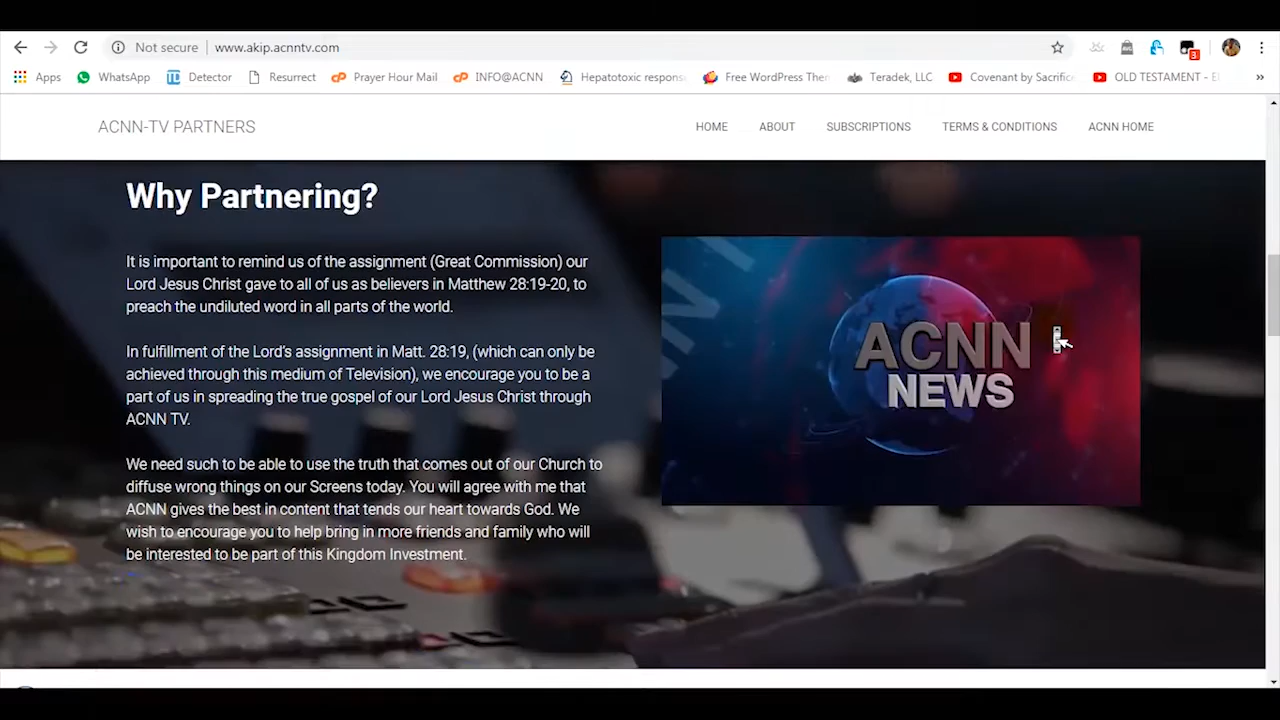 Not secure
www.akip.acnntv.com
3
Apps
WhatsApp
Detector
Resurrect
Prayer Hour Mail
INFO@ACNN
Hepatotoxic respons
Free WordPress The
Teradek, LLC
Covenant by Sacrific
OLD TESTAMENT - E
»
ACNN-TV PARTNERS
HOME
ABOUT
SUBSCRIPTIONS
TERMS & CONDITIONS
ACNN HOME
Why Partnering?
It is important to remind us of the assignment (Great Commission) our
Lord Jesus Christ gave to all of us as believers in Matthew 28:19-20, to
preach the undiluted word in all parts of the world.
In fulfillment of the Lord's assignment in Matt. 28:19, (which can only be
achieved through this medium of Television), we encourage you to be a
part of us in spreading the true gospel of our Lord Jesus Christ through
ACNN TV.
We need such to be able to use the truth that comes out of our Church to
diffuse wrong things on our Screens today. You will agree with me that
ACNN gives the best in content that tends our heart towards God. We
wish to encourage you to help bring in more friends and family who will
be interested to be part of this Kingdom Investment.
ACNN
NEWS